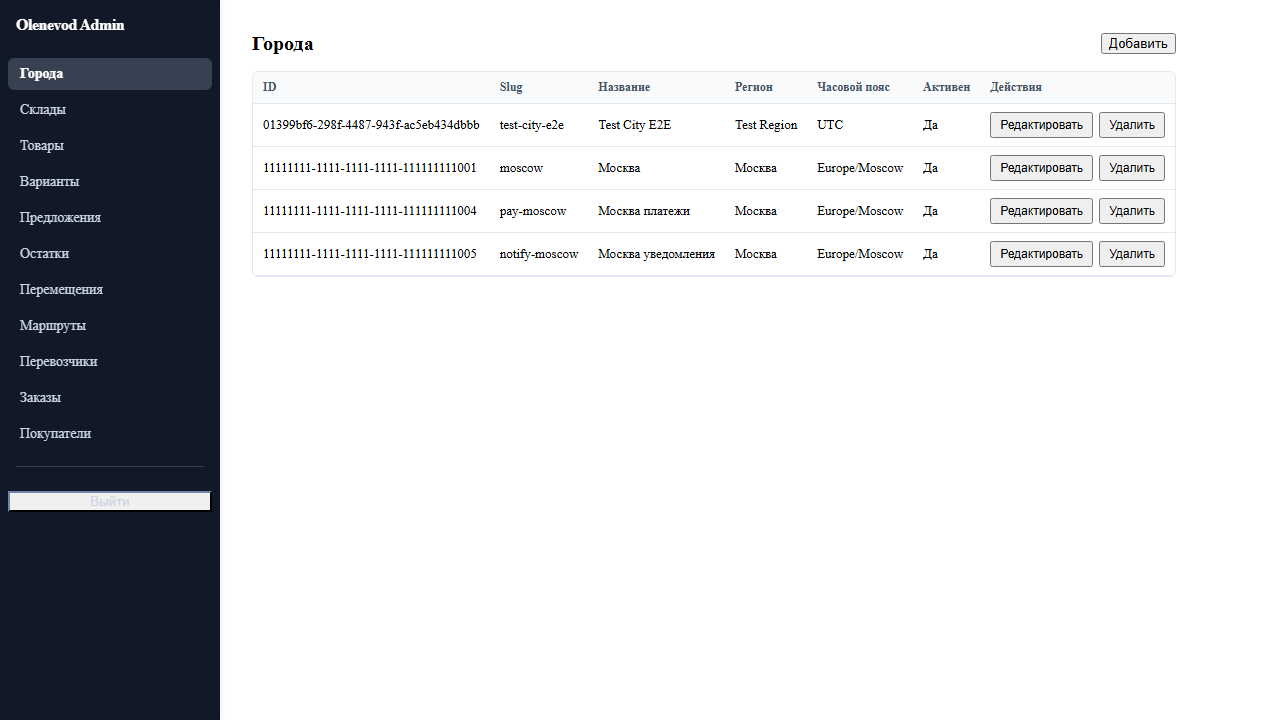 Olenevod Admin
Города
Склады
Товары
Варианты
Предложения
Остатки
Перемещения
Маршруты
Перевозчики
Заказы
Покупатели
Выйти
Города Добавить
ID Slug Название Регион Часовой пояс Активен Действия
01399bf6-298f-4487-943f-ac5eb434dbbb test-city-e2e Test City E2E Test Region UTC Да Редактировать Удалить
11111111-1111-1111-1111-111111111001 moscow Москва Москва Europe/Moscow Да Редактировать Удалить
11111111-1111-1111-1111-111111111004 pay-moscow Москва платежи Москва Europe/Moscow Да Редактировать Удалить
11111111-1111-1111-1111-111111111005 notify-moscow Москва уведомления Москва Europe/Moscow Да Редактировать Удалить